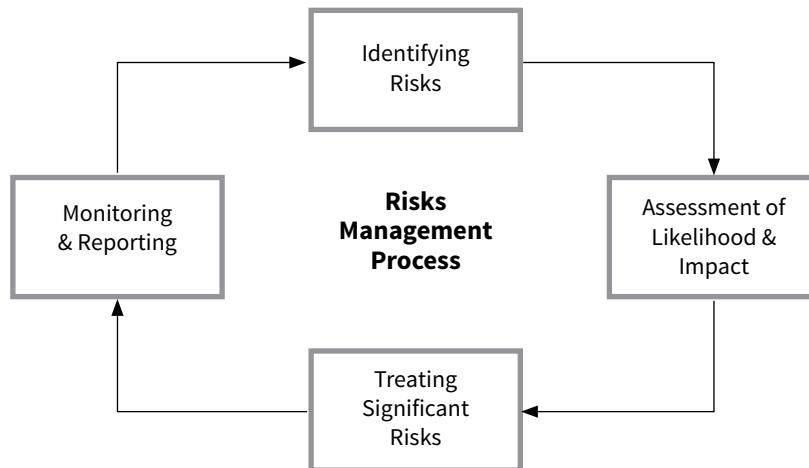 Identifying
Risks
Monitoring
& Reporting
Risks
Management
Process
Assessment of
Likelihood &
Impact
Treating
Significant
Risks